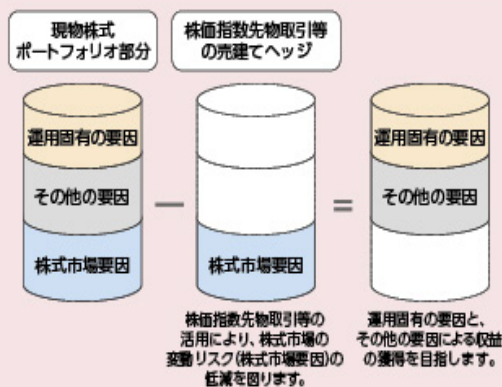 現物株式
ポートフォリオ部分
株価指数先物取引等
の売建てヘッジ
運用固有の要因
その他の要因
株式市場要因
株式市場要因
運用固有の要因
その他の要因
株価指数先物取引等の
活用により、株式市場の
変動リスク(株式市場要因)の
低減を図ります。
運用固有の要因と、
その他の要因による収益
の獲得を目指します。